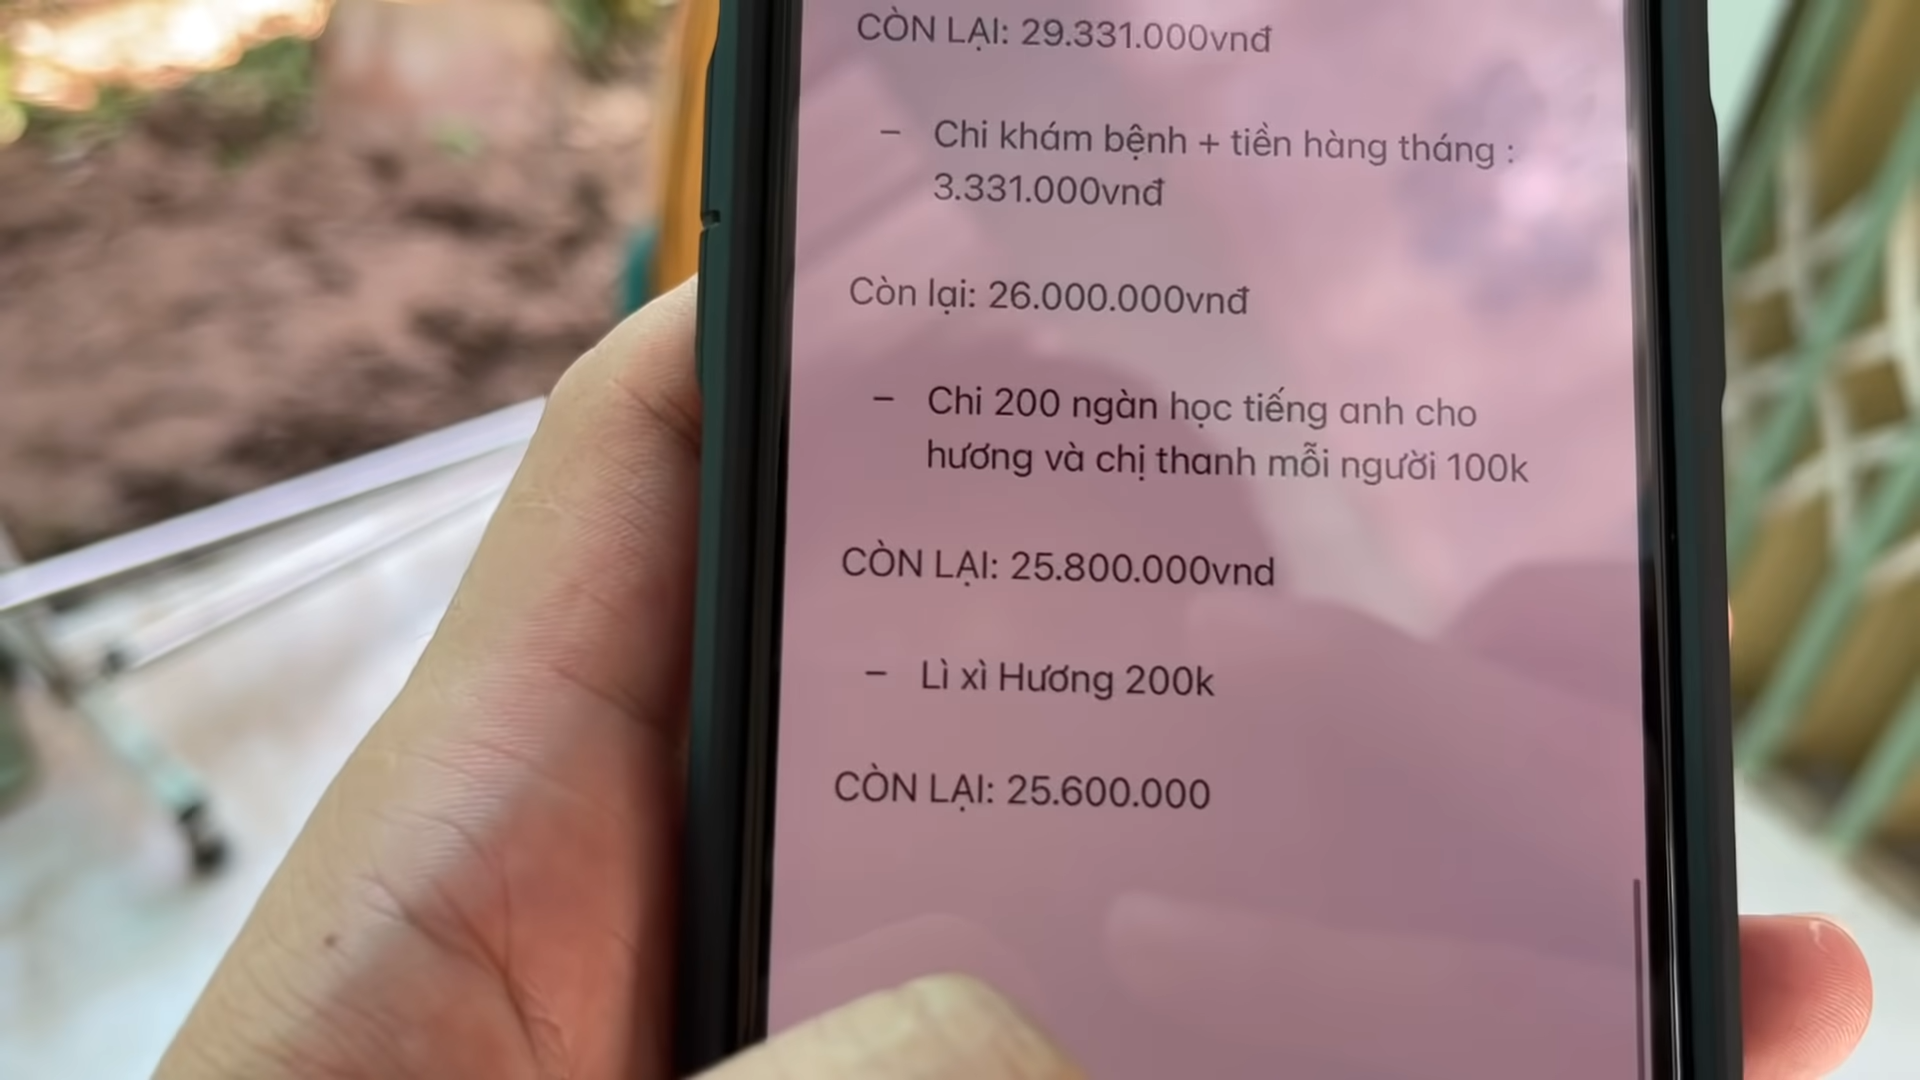 CÒN LẠI: 29.331.000vnđ
– Chi khám bệnh + tiền hàng tháng :
3.331.000vnđ
Còn lại: 26.000.000vnđ
– Chi 200 ngàn học tiếng anh cho
hương và chị thanh mỗi người 100k
CÒN LẠI: 25.800.000vnd
– Lì xì Hương 200k
CÒN LẠI: 25.600.000